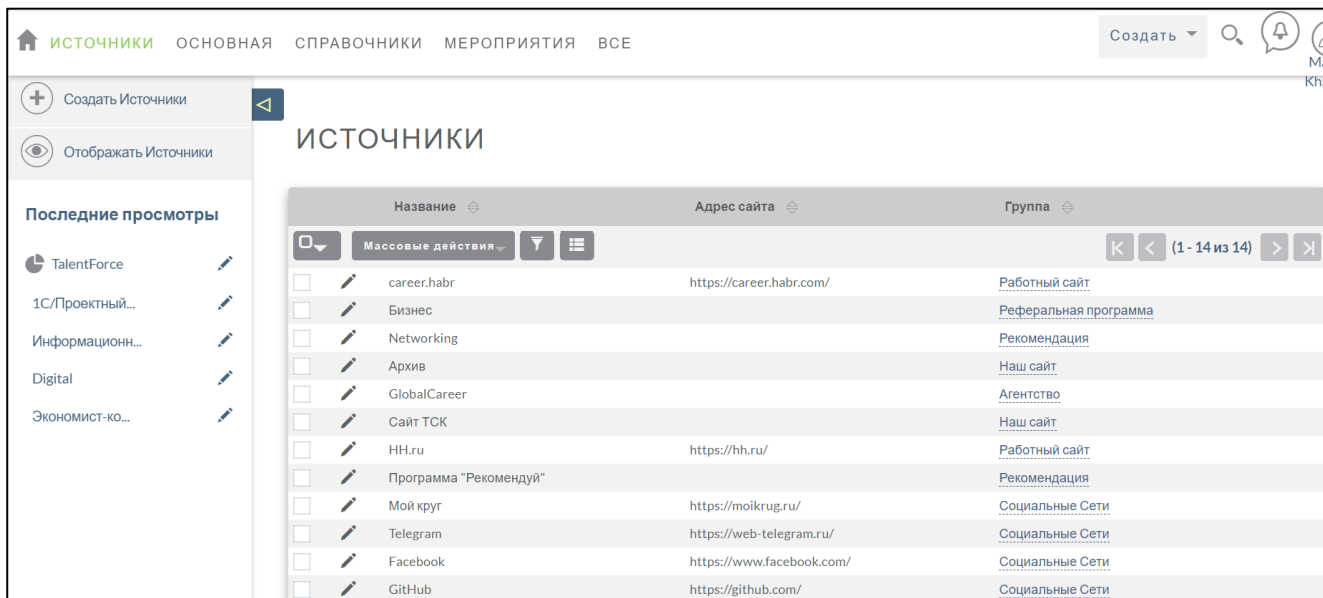 ИСТОЧНИКИ ОСНОВНАЯ СПРАВОЧНИКИ МЕРОПРИЯТИЯ ВСЕ Создать
Создать Источники
Отображать Источники
ИСТОЧНИКИ
Последние просмотры
TalentForce
1С/Проектный...
Информационн...
Digital
Экономист-ко...
Название Адрес сайта Группа
Массовые действия (1 - 14 из 14)
career.habr https://career.habr.com/ Работный сайт
Бизнес Реферальная программа
Networking Рекомендация
Архив Наш сайт
GlobalCareer Агентство
Сайт ТСК Наш сайт
HH.ru https://hh.ru/ Работный сайт
Программа "Рекомендуй" Рекомендация
Мой круг https://moikrug.ru/ Социальные Сети
Telegram https://web-telegram.ru/ Социальные Сети
Facebook https://www.facebook.com/ Социальные Сети
GitHub https://github.com/ Социальные Сети